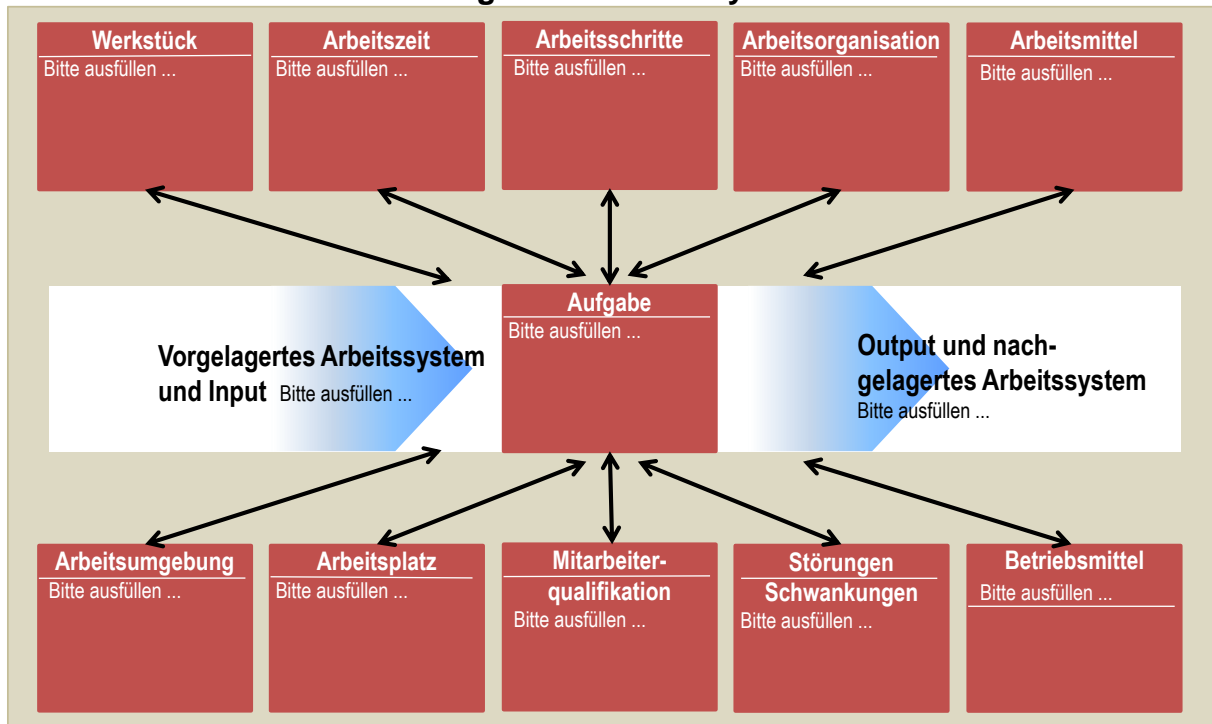 Werkstück
Bitte ausfüllen ...
Arbeitszeit
Bitte ausfüllen ...
Arbeitsschritte
Bitte ausfüllen ...
Arbeitsorganisation
Bitte ausfüllen ...
Arbeitsmittel
Bitte ausfüllen ...
Vorgelagertes Arbeitssystem
und Input Bitte ausfüllen ...
Aufgabe
Bitte ausfüllen ...
Output und nach-
gelagertes Arbeitssystem
Bitte ausfüllen ...
Arbeitsumgebung
Bitte ausfüllen ...
Arbeitsplatz
Bitte ausfüllen ...
Mitarbeiter-
qualifikation
Bitte ausfüllen ...
Störungen
Schwankungen
Bitte ausfüllen ...
Betriebsmittel
Bitte ausfüllen ...